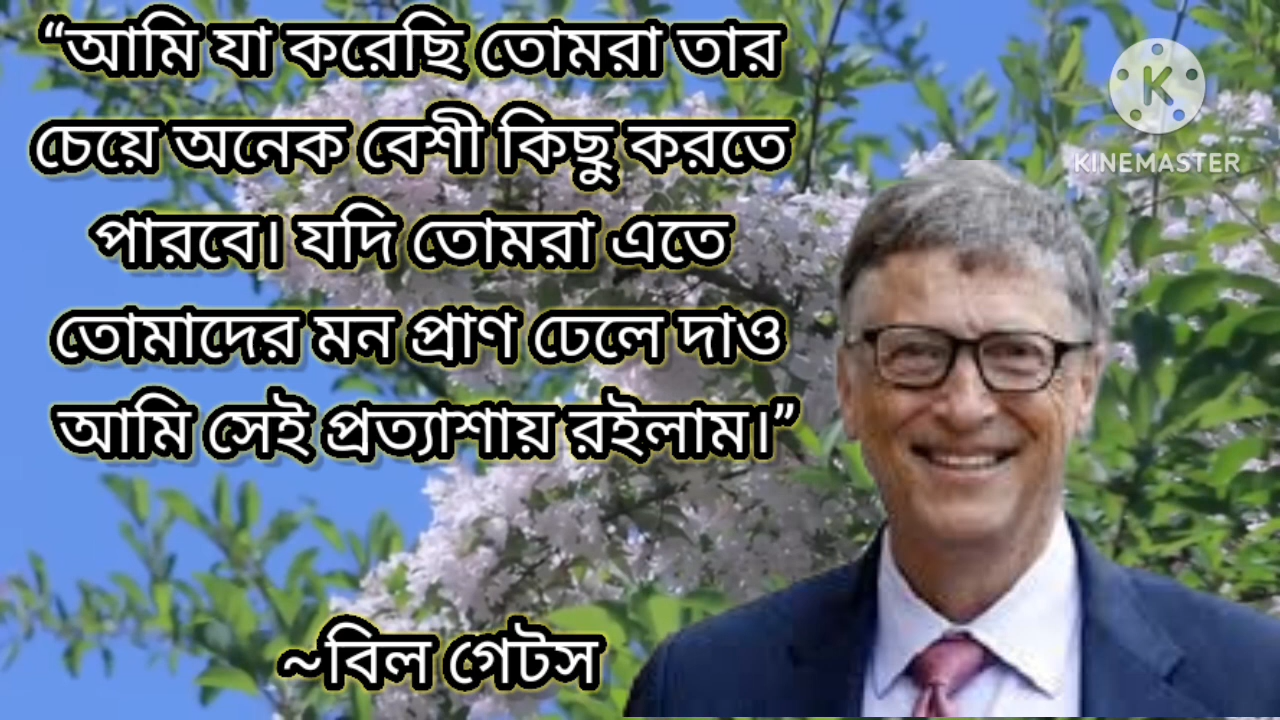 “আমি যা করেছি তোমরা তার
চেয়ে অনেক বেশী কিছু করতে
পারবে। যদি তোমরা এতে
তোমাদের মন প্রাণ ঢেলে দাও
আমি সেই প্রত্যাশায় রইলাম।”
~বিল গেটস
K
KINEMASTER